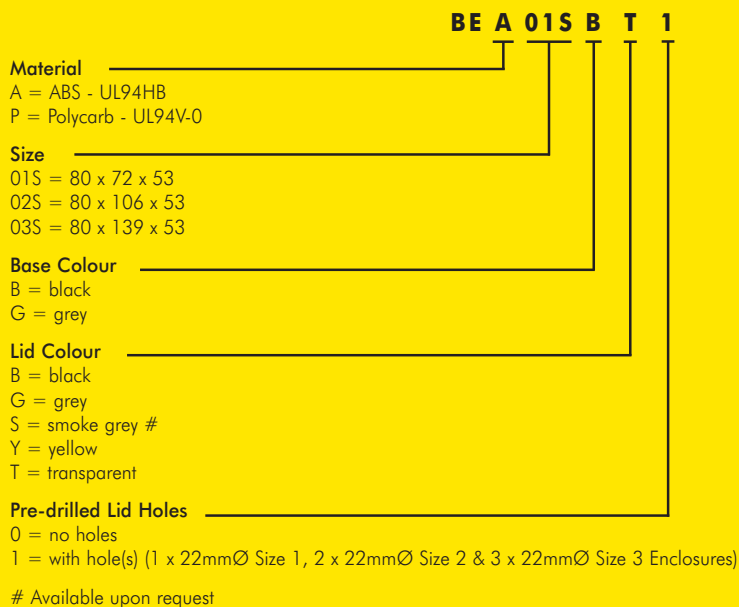 BE A 01S B T 1
Material
A = ABS - UL94HB
P = Polycarb - UL94V-0
Size
01S = 80 x 72 x 53
02S = 80 x 106 x 53
03S = 80 x 139 x 53
Base Colour
B = black
G = grey
Lid Colour
B = black
G = grey
S = smoke grey #
Y = yellow
T = transparent
Pre-drilled Lid Holes
0 = no holes
1 = with hole(s) (1 x 22mmØ Size 1, 2 x 22mmØ Size 2 & 3 x 22mmØ Size 3 Enclosures)
# Available upon request